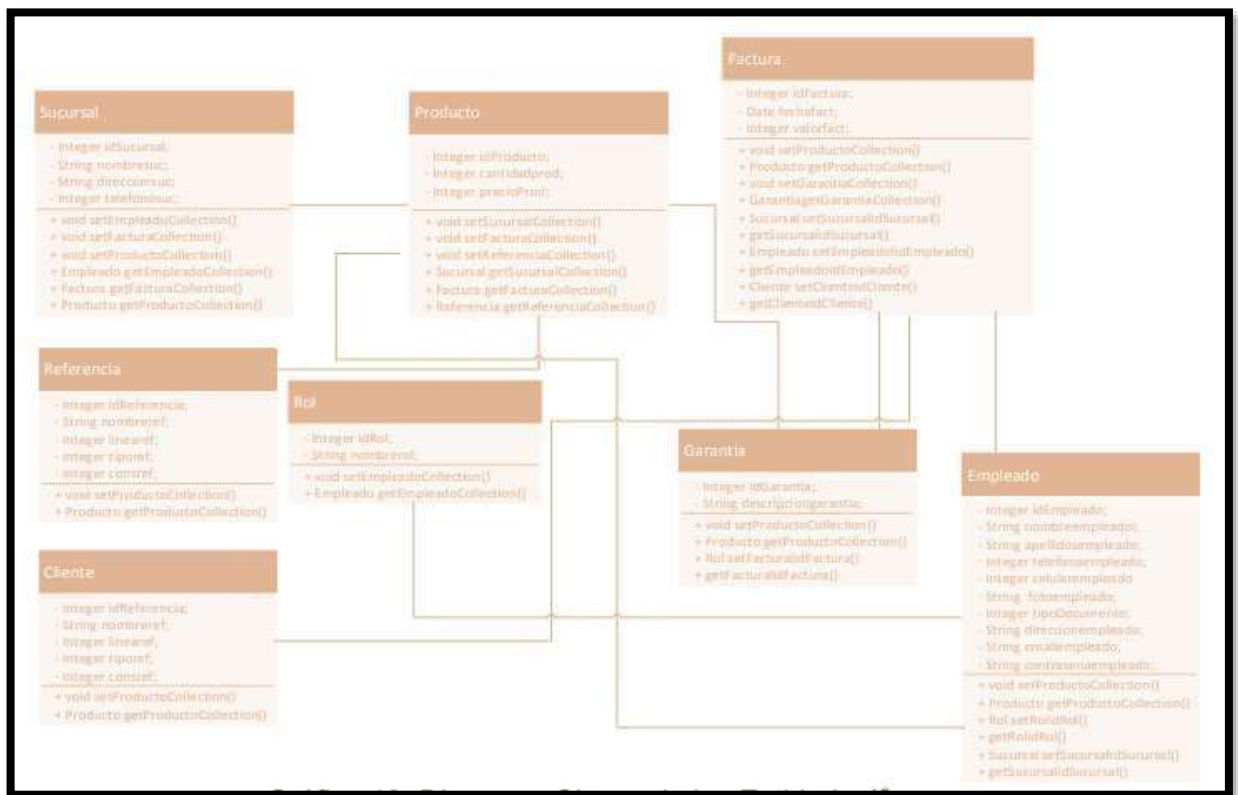 Sucursal
- Integer idSucursal;
- String nombresuc;
- String direccionsuc;
- Integer telefonosuc;
+ void setEmpleadoCollection()
+ void setFacturaCollection()
+ void setProductoCollection()
+ Empleado getEmpleadoCollection()
+ Factura getFacturaCollection()
+ Producto getProductoCollection()
Producto
- Integer idProducto;
- Integer cantidadprod;
- Integer precioProd;
+ void setSucursalCollection()
+ void setFacturaCollection()
+ void setReferenciaCollection()
+ Sucursal getSucursalCollection()
+ Factura getFacturaCollection()
+ Referencia getReferenciaCollection()
Factura
- Integer idFactura;
- Date fechafact;
- Integer valorfact;
+ void setProductoCollection()
+ Producto getProductoCollection()
+ void setGarantiaCollection()
+ GarantiagetGarantiaCollection()
+ Sucursal setSucursalidSucursal()
+ getSucursalidSucursal()
+ Empleado setEmpleadoidEmpleado()
+ getEmpleadoidEmpleado()
+ Cliente setClienteidCliente()
+ getClienteidCliente()
Referencia
- Integer idReferencia;
- String nombreref;
- Integer linearef;
- Integer tiporef;
- Integer consref;
+ void setProductoCollection()
+ Producto getProductoCollection()
Rol
- Integer idRol;
- String nombrerol;
+ void setEmpleadoCollection()
+ Empleado getEmpleadoCollection()
Garantia
- Integer idGarantia;
- String descripciongarantia;
+ void setProductoCollection()
+ Producto getProductoCollection()
+ Rol setFacturaidFactura()
+ getFacturaidFactura()
Empleado
- Integer idEmpleado;
- String nombreempleado;
- String apellidosempleado;
- Integer telefonoempleado;
- Integer celularempleado
- String fotoempleado;
- Integer tipoDocumento;
- String direccionempleado;
- String emailempleado;
- String contraseniaempleado;
+ void setProductoCollection()
+ Producto getProductoCollection()
+ Rol setRolidRol()
+ getRolidRol()
+ Sucursal setSucursalidSucursal()
+ getSucursalidSucursal()
Cliente
- Integer idReferencia;
- String nombreref;
- Integer linearef;
- Integer tiporef;
- Integer consref;
+ void setProductoCollection()
+ Producto getProductoCollection()